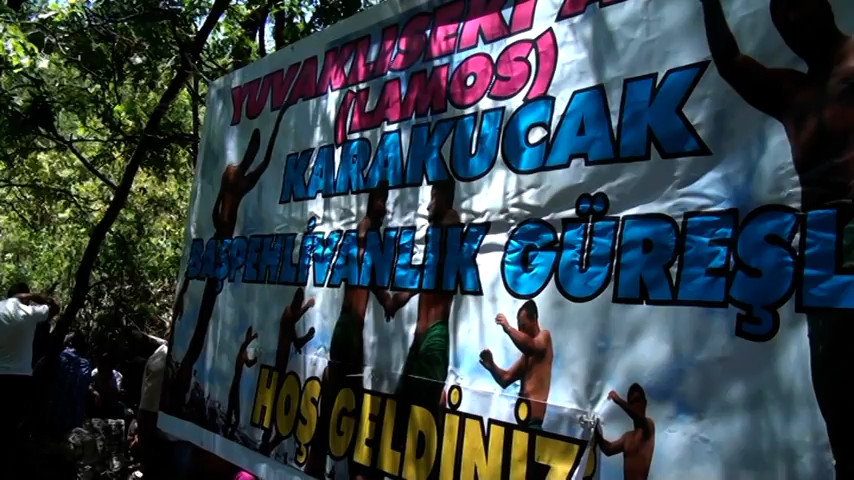 YUVAKLISEKİ
(LAMOS)
KARAKUCAK
BAŞPEHLİVANLIK GÜREŞL
HOŞ GELDİNİZ